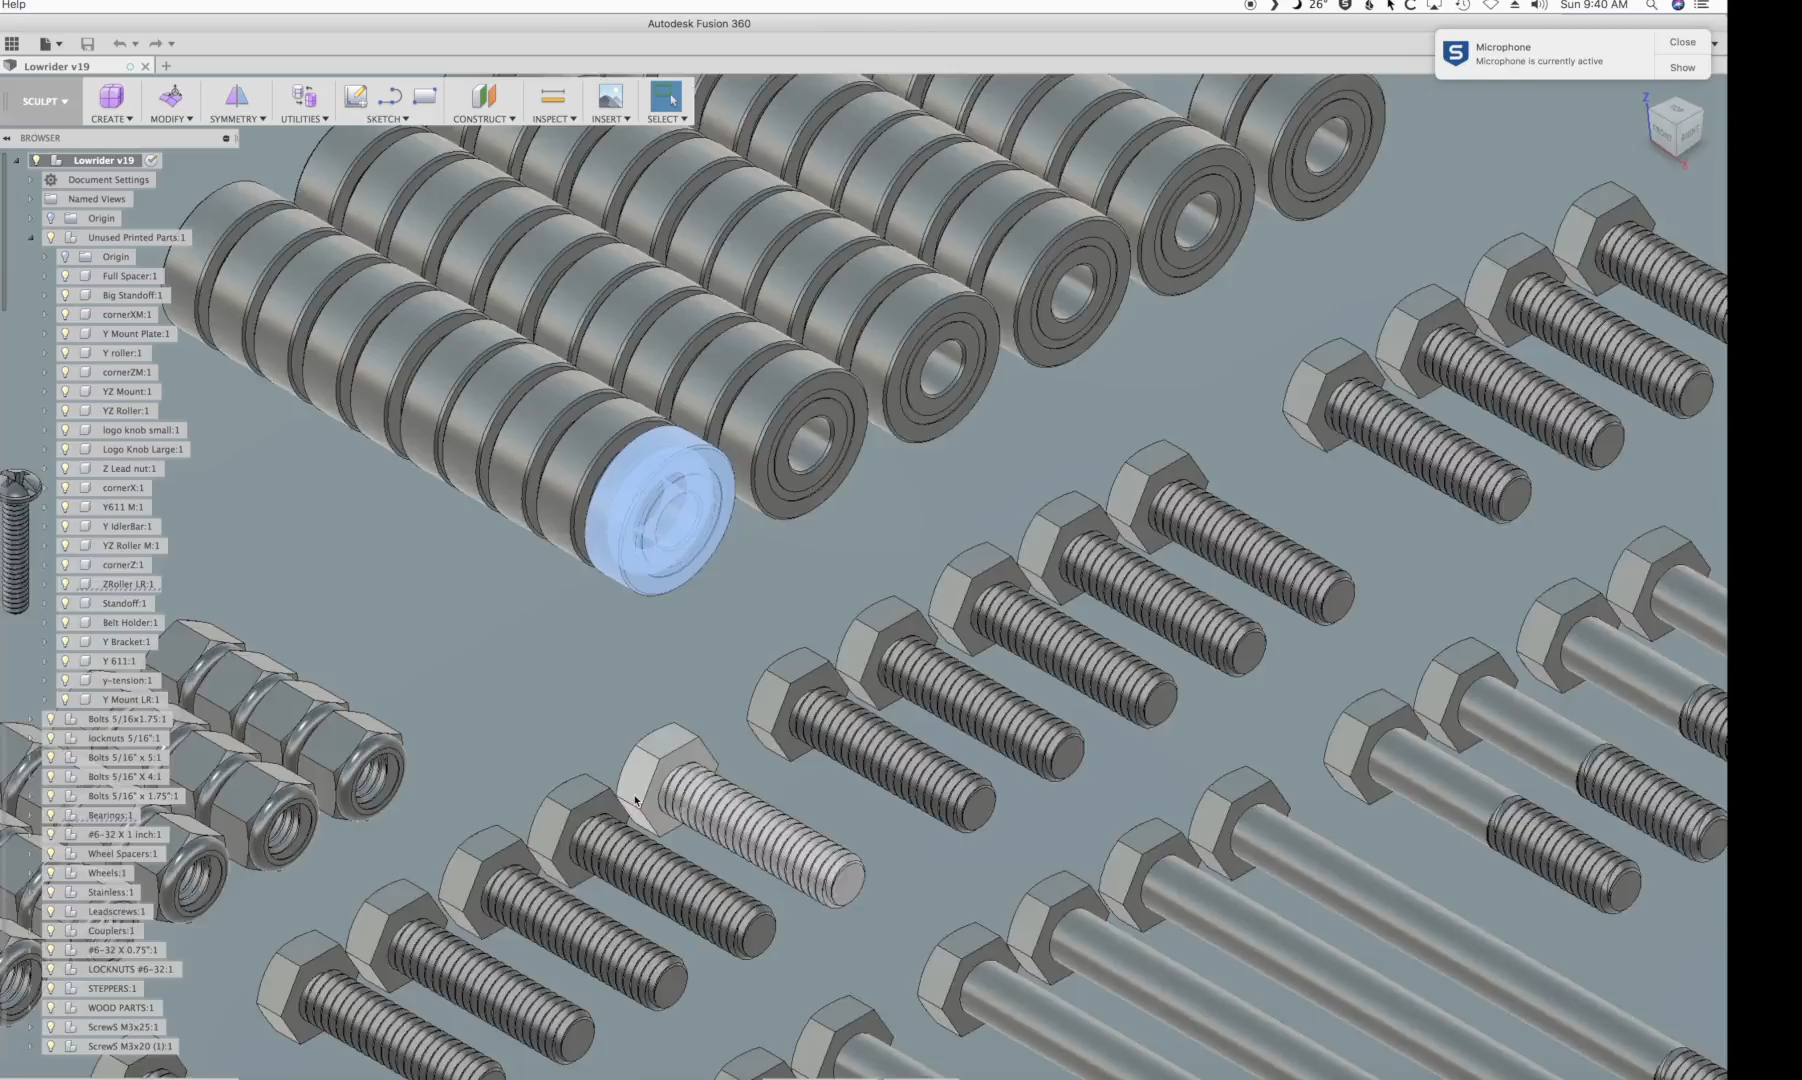 Help
26°
Sun 9:40 AM
Autodesk Fusion 360
Microphone
Microphone is currently active
Close
Show
Lowrider v19
SCULPT
CREATE
MODIFY
SYMMETRY
UTILITIES
SKETCH
CONSTRUCT
INSPECT
INSERT
SELECT
BROWSER
Z
TOP
FRONT
RIGHT
X
Lowrider v19
Document Settings
Named Views
Origin
Unused Printed Parts:1
Origin
Full Spacer:1
Big Standoff:1
cornerXM:1
Y Mount Plate:1
Y roller:1
cornerZM:1
YZ Mount:1
YZ Roller:1
logo knob small:1
Logo Knob Large:1
Z Lead nut:1
cornerX:1
Y611 M:1
Y IdlerBar:1
YZ Roller M:1
cornerZ:1
ZRoller LR:1
Standoff:1
Belt Holder:1
Y Bracket:1
Y 611:1
y-tension:1
Y Mount LR:1
Bolts 5/16x1.75:1
locknuts 5/16":1
Bolts 5/16" x 5:1
Bolts 5/16" X 4:1
Bolts 5/16" x 1.75":1
Bearings:1
#6-32 X 1 inch:1
Wheel Spacers:1
Wheels:1
Stainless:1
Leadscrews:1
Couplers:1
#6-32 X 0.75":1
LOCKNUTS #6-32:1
STEPPERS:1
WOOD PARTS:1
ScrewS M3x25:1
ScrewS M3x20 (1):1